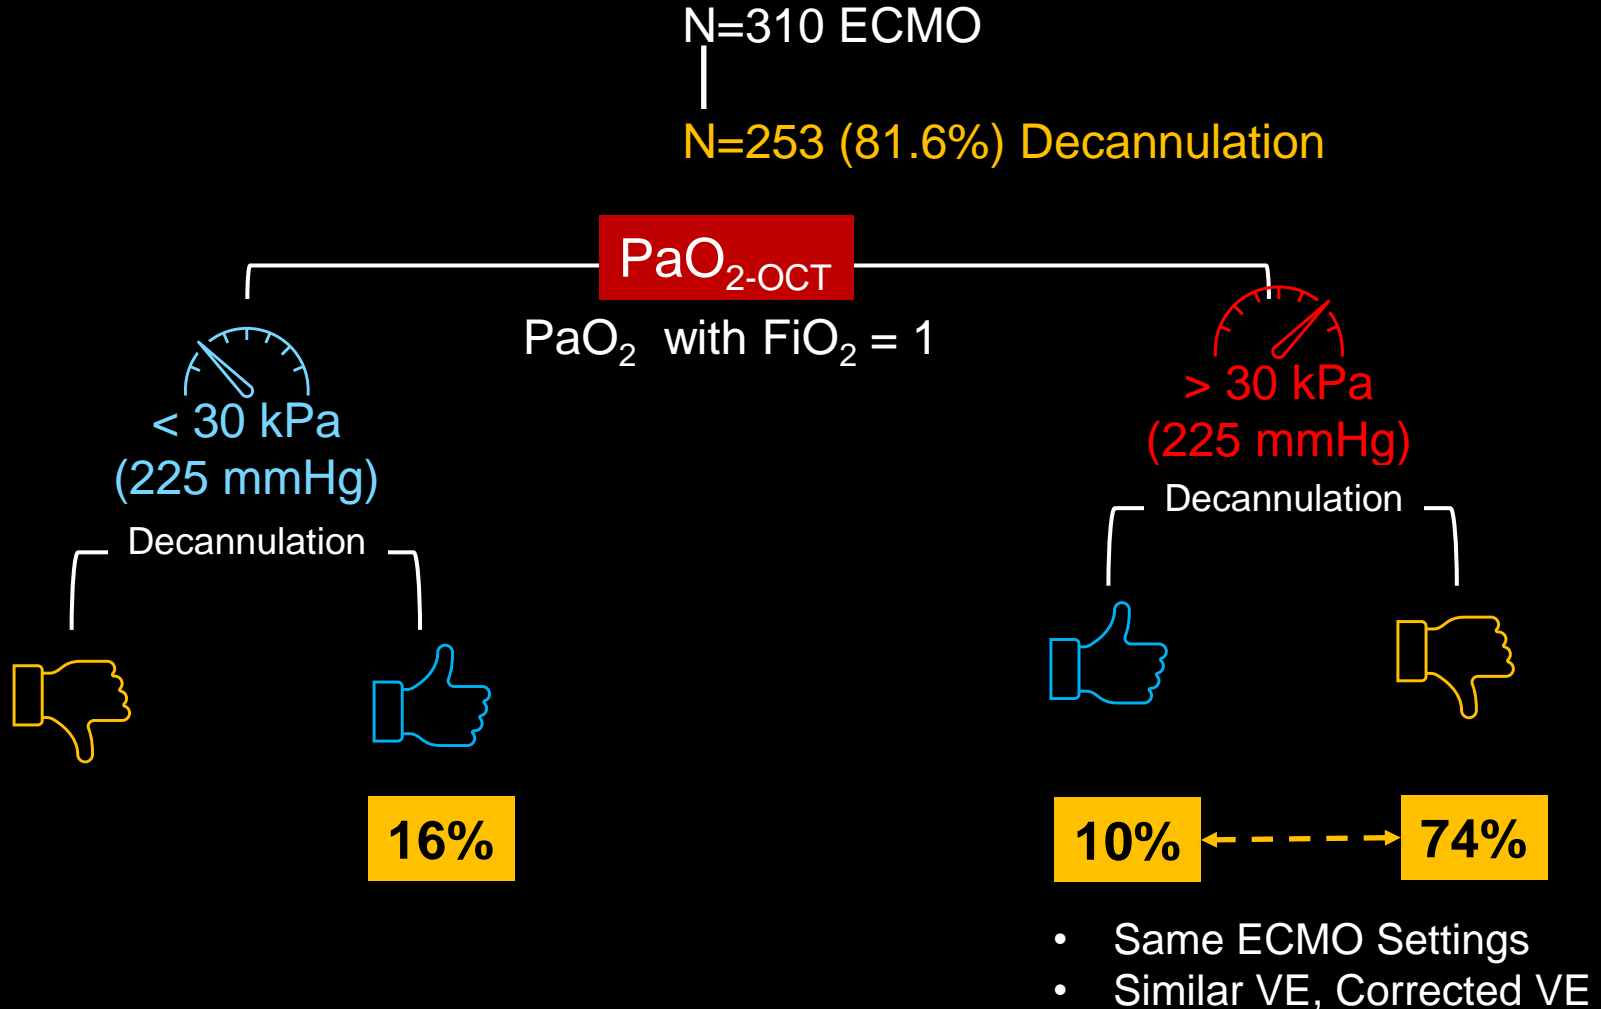 N=310 ECMO
N=253 (81.6%) Decannulation
PaO2-OCT
PaO2 with FiO2 = 1
< 30 kPa
(225 mmHg)
Decannulation
16%
> 30 kPa
(225 mmHg)
Decannulation
10%
74%
• Same ECMO Settings
• Similar VE, Corrected VE